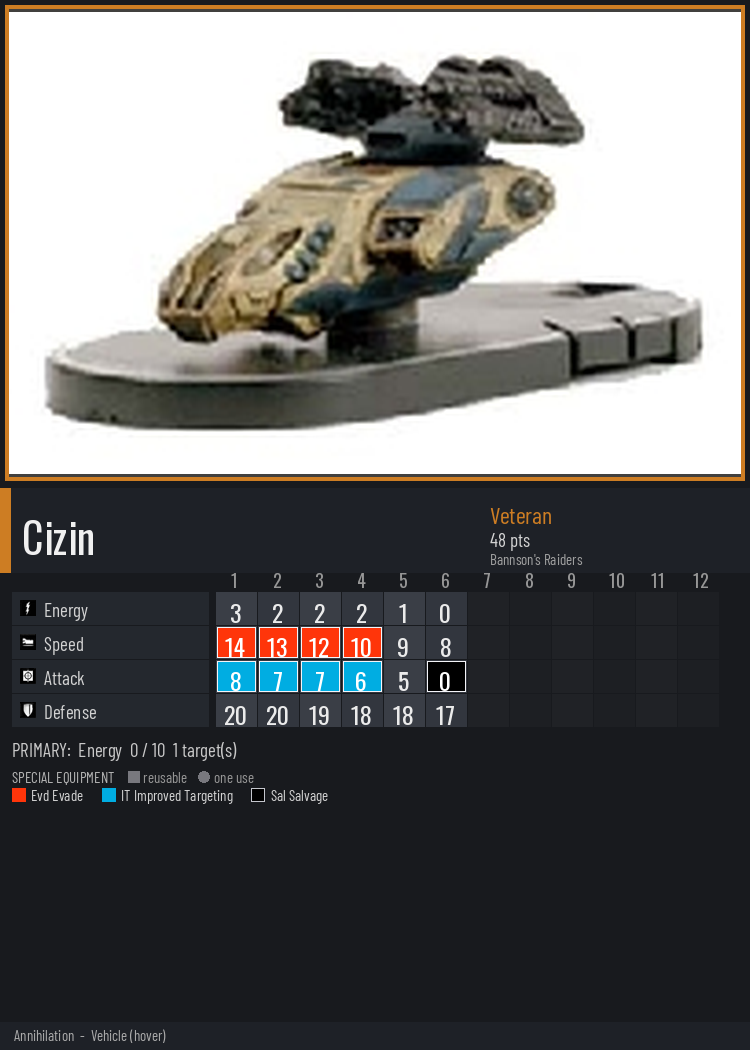 Cizin
Veteran
48 pts
Bannson's Raiders
1 2 3 4 5 6 7 8 9 10 11 12
Energy 3 2 2 2 1 0
Speed 14 13 12 10 9 8
Attack 8 7 7 6 5 0
Defense 20 20 19 18 18 17
PRIMARY: Energy 0 / 10 1 target(s)
SPECIAL EQUIPMENT reusable one use
Evd Evade IT Improved Targeting Sal Salvage
Annihilation - Vehicle (hover)